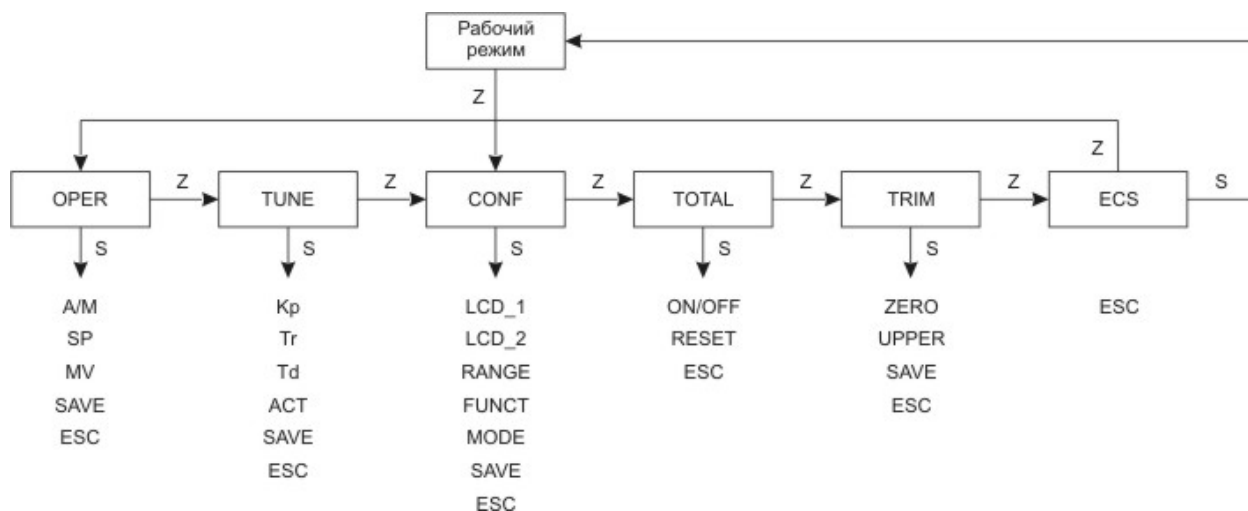 Рабочий
режим
Z
Z
OPER
Z
TUNE
Z
CONF
Z
TOTAL
Z
TRIM
Z
ECS
S
S
S
S
S
S
A/M
Kp
LCD_1
ON/OFF
ZERO
ESC
SP
Tr
LCD_2
RESET
UPPER
MV
Td
RANGE
ESC
SAVE
SAVE
ACT
FUNCT
ESC
ESC
SAVE
MODE
ESC
SAVE
ESC